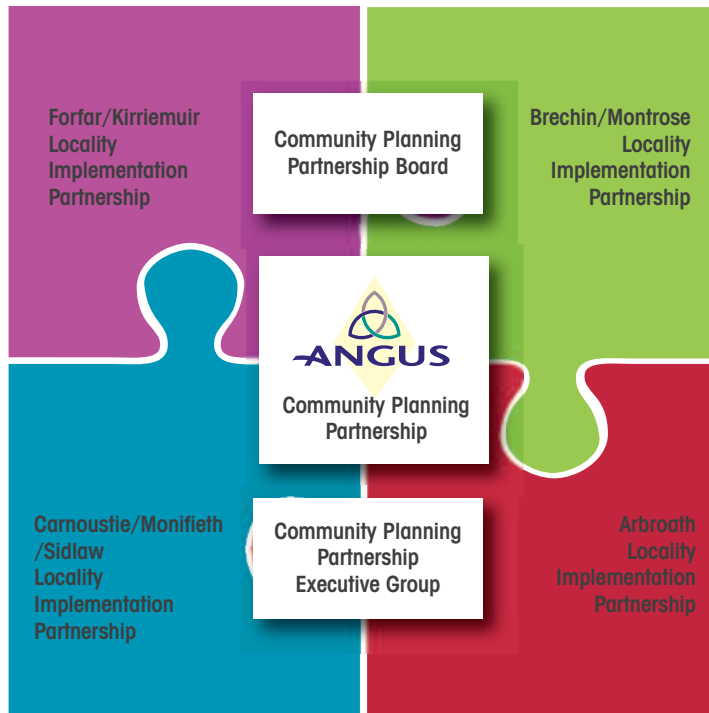 Forfar/Kirriemuir
Locality
Implementation
Partnership
Community Planning
Partnership Board
Brechin/Montrose
Locality
Implementation
Partnership
ANGUS
Community Planning
Partnership
Carnoustie/Monifieth
/Sidlaw
Locality
Implementation
Partnership
Community Planning
Partnership
Executive Group
Arbroath
Locality
Implementation
Partnership